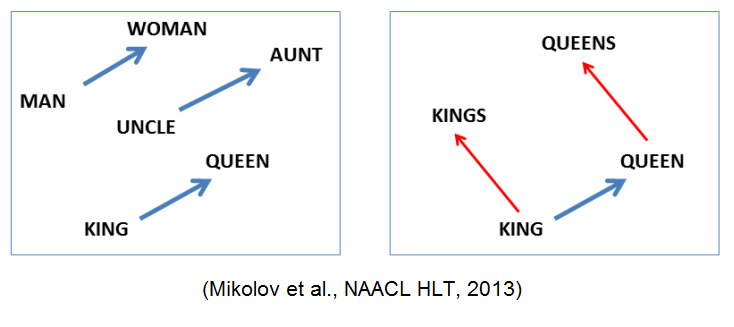 WOMAN
AUNT
MAN
UNCLE
QUEEN
KING
QUEENS
KINGS
QUEEN
KING
(Mikolov et al., NAACL HLT, 2013)